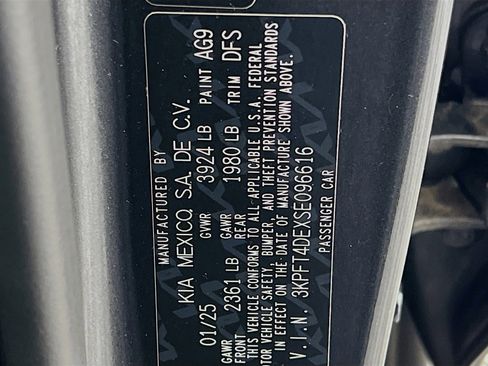 MANUFACTURED BY
KIA MEXICO, S.A. DE C.V.
01/25 GVWR 3924 LB PAINT AG9
GAWR FRONT 2361 LB GAWR REAR 1980 LB TRIM DFS
THIS VEHICLE CONFORMS TO ALL APPLICABLE U.S.A. FEDERAL
MOTOR VEHICLE SAFETY, BUMPER, AND THEFT PREVENTION STANDARDS
IN EFFECT ON THE DATE OF MANUFACTURE SHOWN ABOVE.
V.I.N. 3KPFT4DEXSE096616
PASSENGER CAR